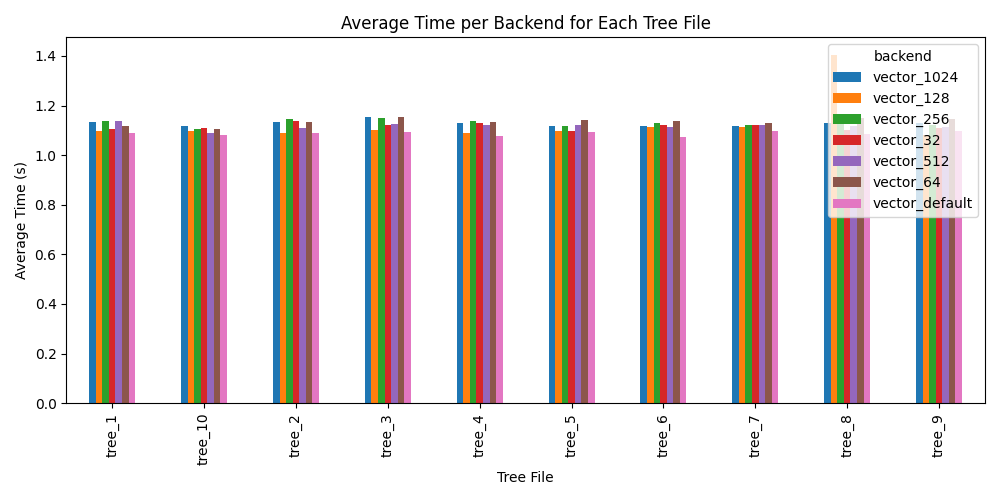 Average Time per Backend for Each Tree File
backend
vector_1024
vector_128
vector_256
vector_32
vector_512
vector_64
vector_default
Average Time (s)
1.4
1.2
1.0
0.8
0.6
0.4
0.2
0.0
tree_1
tree_10
tree_2
tree_3
tree_4
tree_5
tree_6
tree_7
tree_8
tree_9
Tree File